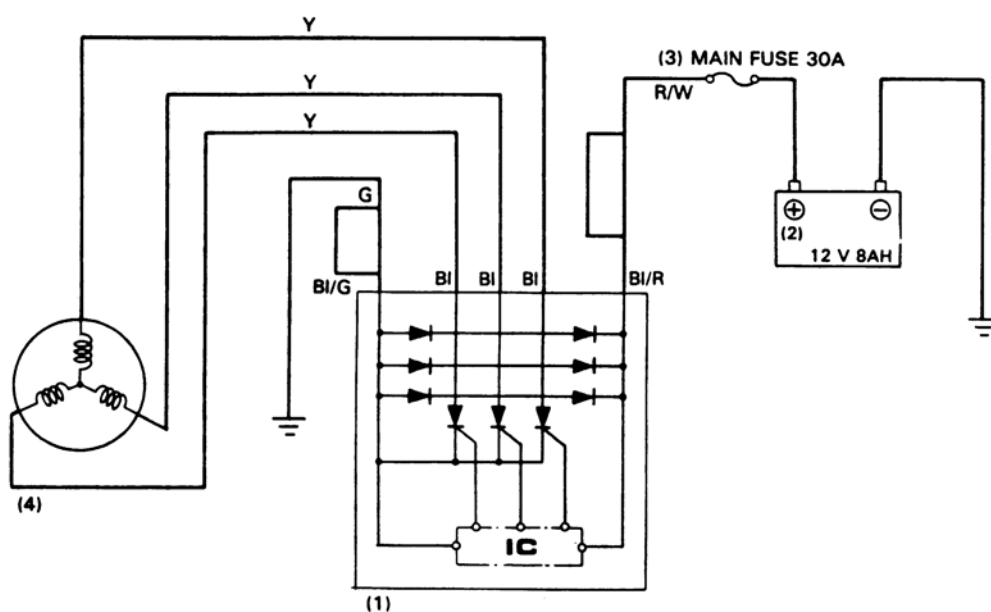 Y
(3) MAIN FUSE 30A
Y
R/W
Y
G
(2)
12 V 8AH
Bl/G
Bl
Bl
Bl
Bl/R
(4)
IC
(1)